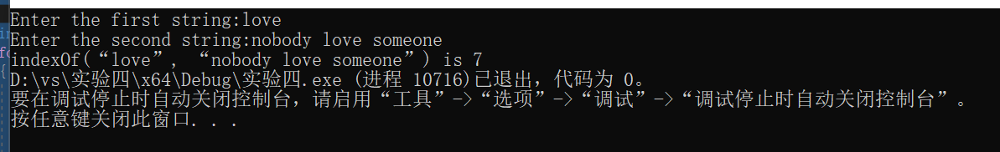 Enter the first string:love
Enter the second string:nobody love someone
indexOf(“love”, “nobody love someone”) is 7
D:\vs\实验四\x64\Debug\实验四.exe (进程 10716)已退出，代码为 0。
要在调试停止时自动关闭控制台，请启用“工具”->“选项”->“调试”->“调试停止时自动关闭控制台”。
按任意键关闭此窗口. . .